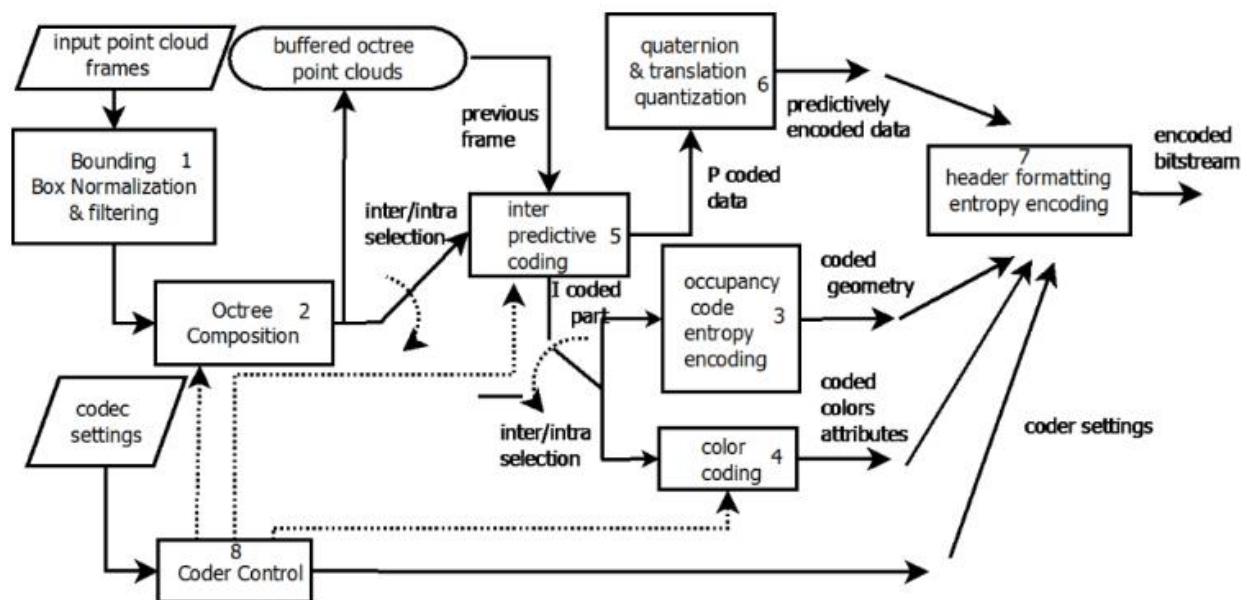 input point cloud
frames
buffered octree
point clouds
quaternion
& translation
quantization
6
previous
frame
predictively
encoded data
encoded
bitstream
Bounding 1
Box Normalization
& filtering
7
header formatting
entropy encoding
P coded
data
inter/intra
selection
inter
predictive 5
coding
I coded
part
Octree 2
Composition
occupancy
code 3
entropy
encoding
coded
geometry
codec
settings
inter/intra
selection
color 4
coding
coded
colors
attributes
coder settings
8
Coder Control